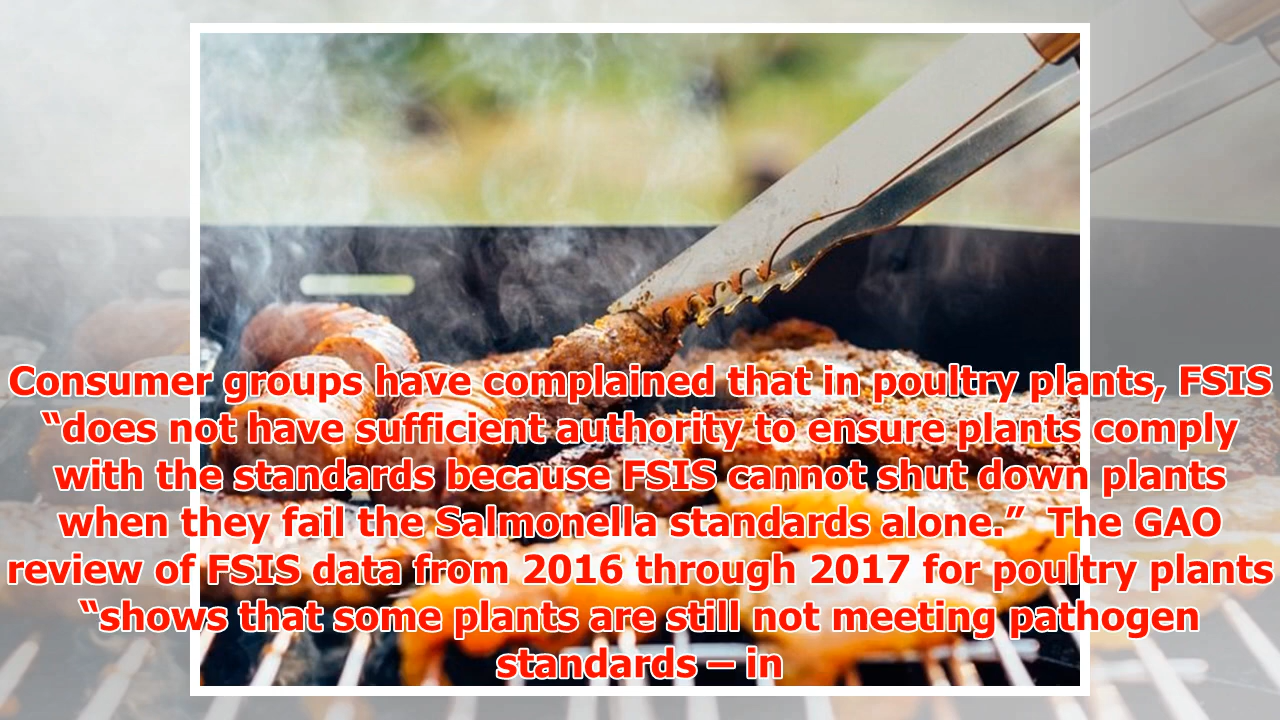 Consumer groups have complained that in poultry plants, FSIS
“does not have sufficient authority to ensure plants comply
with the standards because FSIS cannot shut down plants
when they fail the Salmonella standards alone.”  The GAO
review of FSIS data from 2016 through 2017 for poultry plants
“shows that some plants are still not meeting pathogen
standards – in